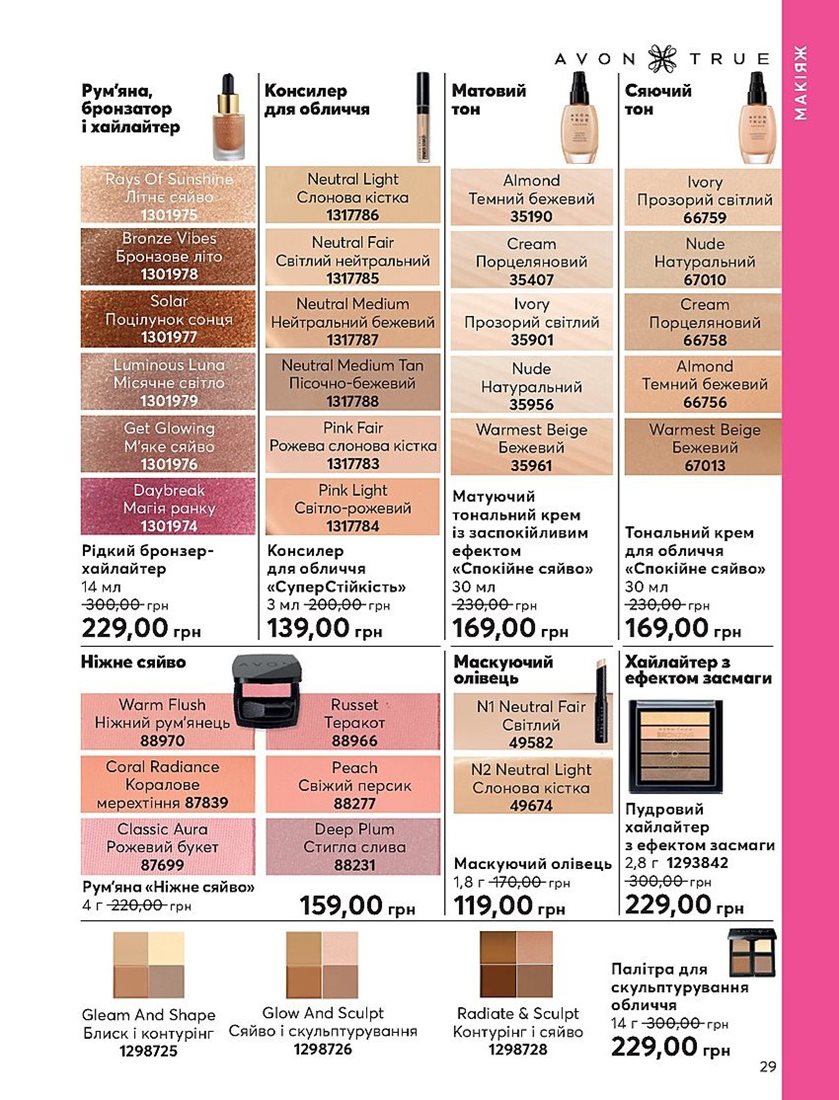 AVON TRUE
МАКІЯЖ
Рум'яна,
бронзатор
і хайлайтер
Rays Of Sunshine
Літнє сяйво
1301975
Bronze Vibes
Бронзове літо
1301978
Solar
Поцілунок сонця
1301977
Luminous Luna
Місячне світло
1301979
Get Glowing
М'яке сяйво
1301976
Daybreak
Магія ранку
1301974
Рідкий бронзер-
хайлайтер
14 мл
300,00 грн
229,00 грн
Консилер
для обличчя
Neutral Light
Слонова кістка
1317786
Neutral Fair
Світлий нейтральний
1317785
Neutral Medium
Нейтральний бежевий
1317787
Neutral Medium Tan
Пісочно-бежевий
1317788
Pink Fair
Рожева слонова кістка
1317783
Pink Light
Світло-рожевий
1317784
Консилер
для обличчя
«СуперСтійкість»
3 мл 200,00 грн
139,00 грн
Матовий
тон
Almond
Темний бежевий
35190
Cream
Порцеляновий
35407
Ivory
Прозорий світлий
35901
Nude
Натуральний
35956
Warmest Beige
Бежевий
35961
Матуючий
тональний крем
із заспокійливим
ефектом
«Спокійне сяйво»
30 мл
230,00 грн
169,00 грн
Сяючий
тон
Ivory
Прозорий світлий
66759
Nude
Натуральний
67010
Cream
Порцеляновий
66758
Almond
Темний бежевий
66756
Warmest Beige
Бежевий
67013
Тональний крем
для обличчя
«Спокійне сяйво»
30 мл
230,00 грн
169,00 грн
Ніжне сяйво
AVON
Warm Flush
Ніжний рум'янець
88970
Russet
Теракот
88966
Coral Radiance
Коралове
мерехтіння 87839
Peach
Свіжий персик
88277
Classic Aura
Рожевий букет
87699
Deep Plum
Стигла слива
88231
Рум'яна «Ніжне сяйво»
4 г 220,00 грн
159,00 грн
Маскуючий
олівець
N1 Neutral Fair
Світлий
49582
N2 Neutral Light
Слонова кістка
49674
Маскуючий олівець
1,8 г 170,00 грн
119,00 грн
Хайлайтер з
ефектом засмаги
Пудровий
хайлайтер
з ефектом засмаги
2,8 г 1293842
300,00 грн
229,00 грн
Gleam And Shape
Блиск і контурінг
1298725
Glow And Sculpt
Сяйво і скульптурування
1298726
Radiate & Sculpt
Контурінг і сяйво
1298728
Палітра для
скульптурування
обличчя
14 г 300,00 грн
229,00 грн
29